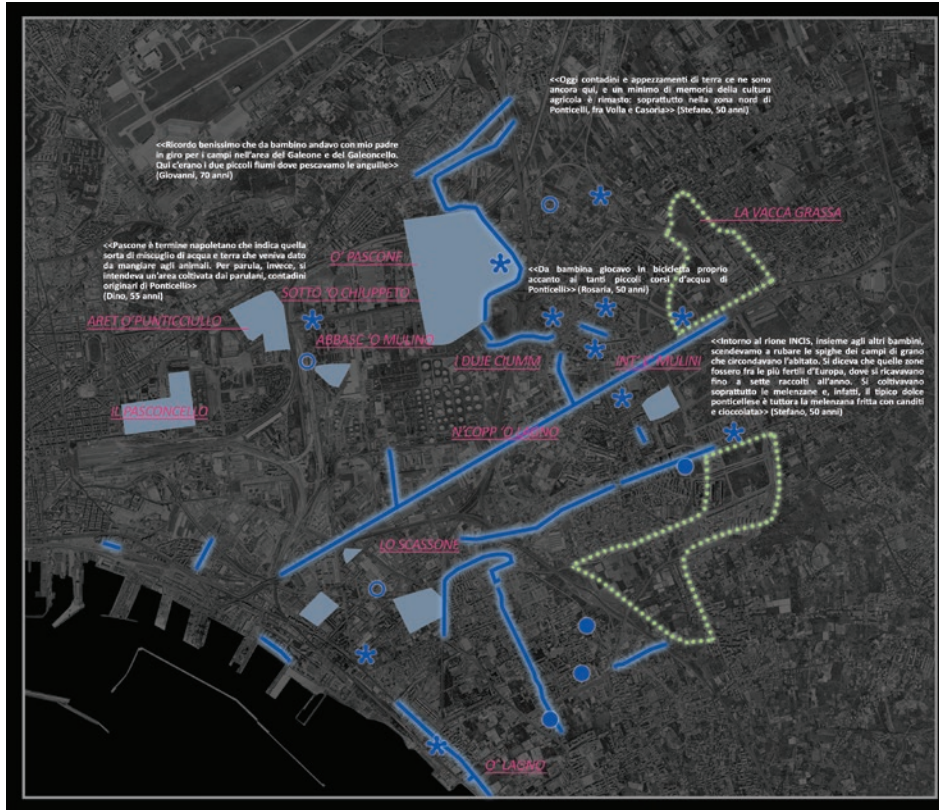 <<Oggi contadini e appezzamenti di terra ce ne sono
ancora qui, e un minimo di memoria della cultura
agricola è rimasto: soprattutto nella zona nord di
Ponticelli, fra Volla e Casoria>> (Stefano, 50 anni)
<<Ricordo benissimo che da bambino andavo con mio padre
in giro per i campi nell'area del Galeone e del Galeoncello.
Qui c'erano i due piccoli fiumi dove pescavamo le anguille>>
(Giovanni, 70 anni)
LA VACCA GRASSA
<<Pascone è termine napoletano che indica quella
sorta di miscuglio di acqua e terra che veniva dato
da mangiare agli animali. Per parula, invece, si
intendeva un'area coltivata dai parulani, contadini
originari di Ponticelli>>
(Dino, 55 anni)
O' PASCONE
<<Da bambina giocavo in bicicletta proprio
accanto ai tanti piccoli corsi d'acqua di
Ponticelli>> (Rosaria, 50 anni)
SOTTO 'O CHIUPPETO
ABET O'PUNTICCIULLO
ABBASC 'O MULINO
I DUIE CIUMM
INT 'E MULINI
<<Intorno al rione INCIS, insieme agli altri bambini,
scendevamo a rubare le spighe dei campi di grano
che circondavano l'abitato. Si diceva che quelle zone
fossero fra le più fertili d'Europa, dove si ricavavano
fino a sette raccolti all'anno. Si coltivavano
soprattutto le melenzane e, infatti, il tipico dolce
ponticellese è tuttora la melenzana fritta con canditi
e cioccolata>> (Stefano, 50 anni)
IL PASCONCELLO
N'COPP 'O LAGNO
LO SCASSONE
O' LAGNO